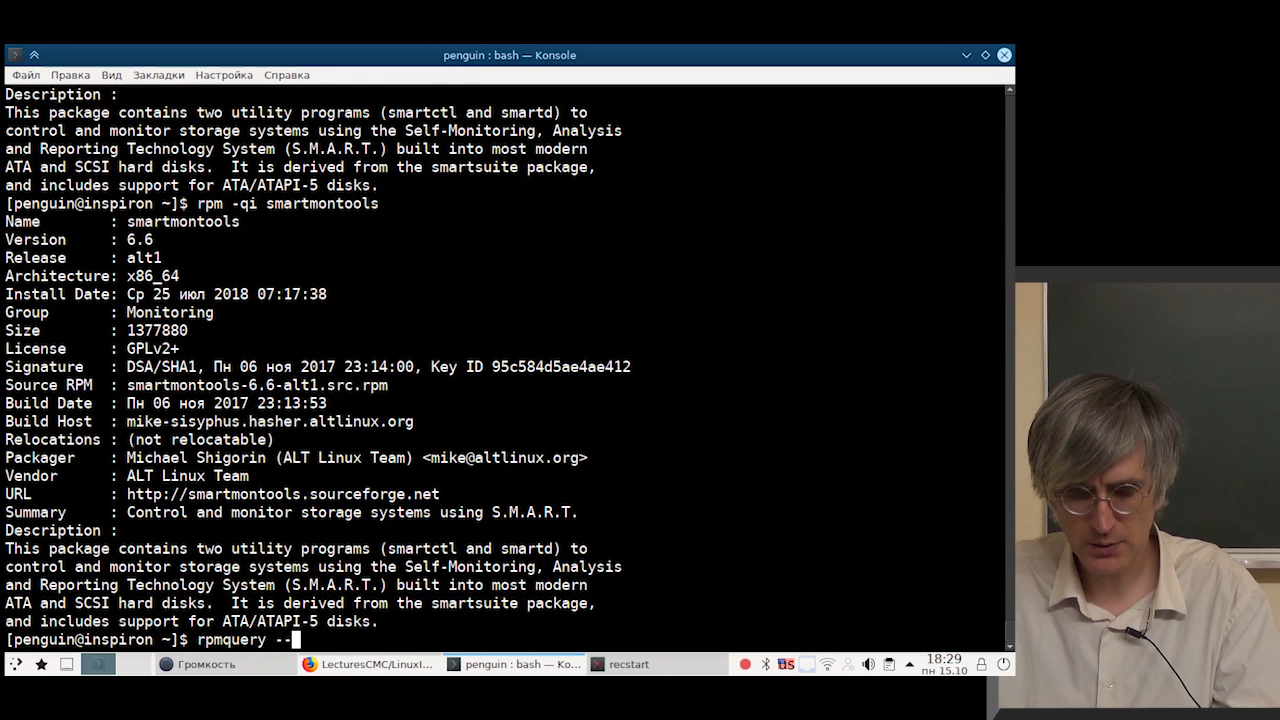 penguin : bash — Konsole
Файл Правка Вид Закладки Настройка Справка
Description :
This package contains two utility programs (smartctl and smartd) to
control and monitor storage systems using the Self-Monitoring, Analysis
and Reporting Technology System (S.M.A.R.T.) built into most modern
ATA and SCSI hard disks.  It is derived from the smartsuite package,
and includes support for ATA/ATAPI-5 disks.
[penguin@inspiron ~]$ rpm -qi smartmontools
Name        : smartmontools
Version     : 6.6
Release     : alt1
Architecture: x86_64
Install Date: Ср 25 июл 2018 07:17:38
Group       : Monitoring
Size        : 1377880
License     : GPLv2+
Signature   : DSA/SHA1, Пн 06 ноя 2017 23:14:00, Key ID 95c584d5ae4ae412
Source RPM  : smartmontools-6.6-alt1.src.rpm
Build Date  : Пн 06 ноя 2017 23:13:53
Build Host  : mike-sisyphus.hasher.altlinux.org
Relocations : (not relocatable)
Packager    : Michael Shigorin (ALT Linux Team) <mike@altlinux.org>
Vendor      : ALT Linux Team
URL         : http://smartmontools.sourceforge.net
Summary     : Control and monitor storage systems using S.M.A.R.T.
Description :
This package contains two utility programs (smartctl and smartd) to
control and monitor storage systems using the Self-Monitoring, Analysis
and Reporting Technology System (S.M.A.R.T.) built into most modern
ATA and SCSI hard disks.  It is derived from the smartsuite package,
and includes support for ATA/ATAPI-5 disks.
[penguin@inspiron ~]$ rpmquery --
Громкость LecturesCMC/LinuxI... penguin : bash — Ko... recstart us 18:29
пн 15.10